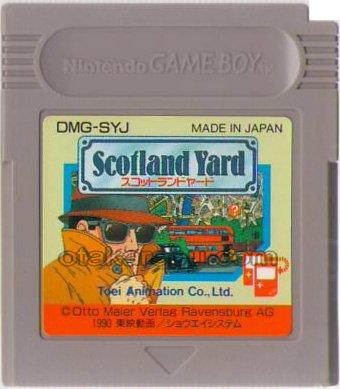 Nintendo GAME BOY TM
DMG-SYJ
MADE IN JAPAN
Scotland Yard
スコットランドヤード
Toei Animation Co., Ltd.
©Otto Maier Verlag Ravensburg AG
1990 東映動画/ショウエイシステム